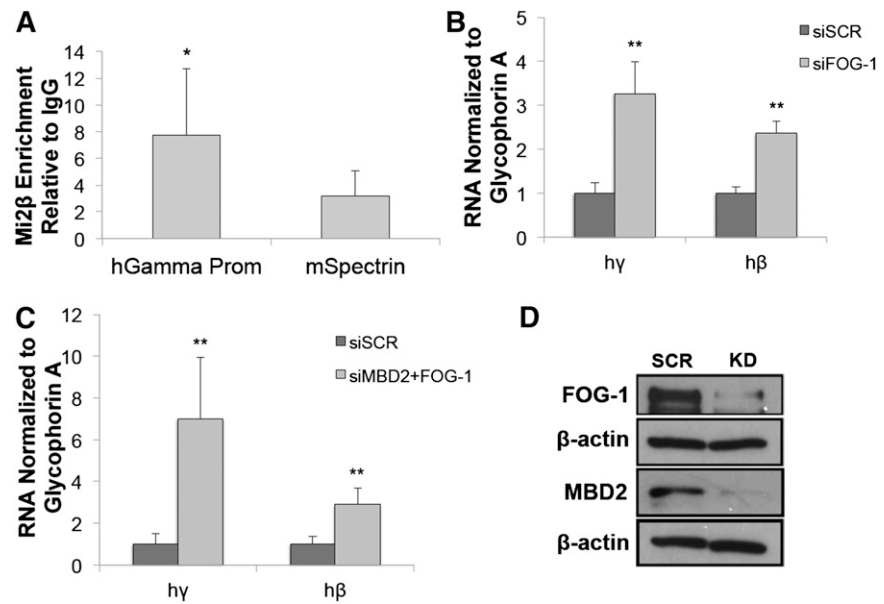 A
Mi2β Enrichment
Relative to IgG
14
12
10
8
6
4
2
0
*
hGamma Prom
mSpectrin
B
RNA Normalized to
Glycophorin A
5
4
3
2
1
0
**
**
hγ
hβ
siSCR
siFOG-1
C
RNA Normalized to
Glycophorin A
12
10
8
6
4
2
0
**
**
hγ
hβ
siSCR
siMBD2+FOG-1
D
SCR KD
FOG-1
β-actin
MBD2
β-actin